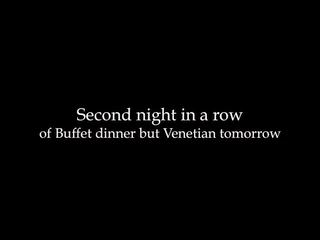 Second night in a row
of Buffet dinner but Venetian tomorrow